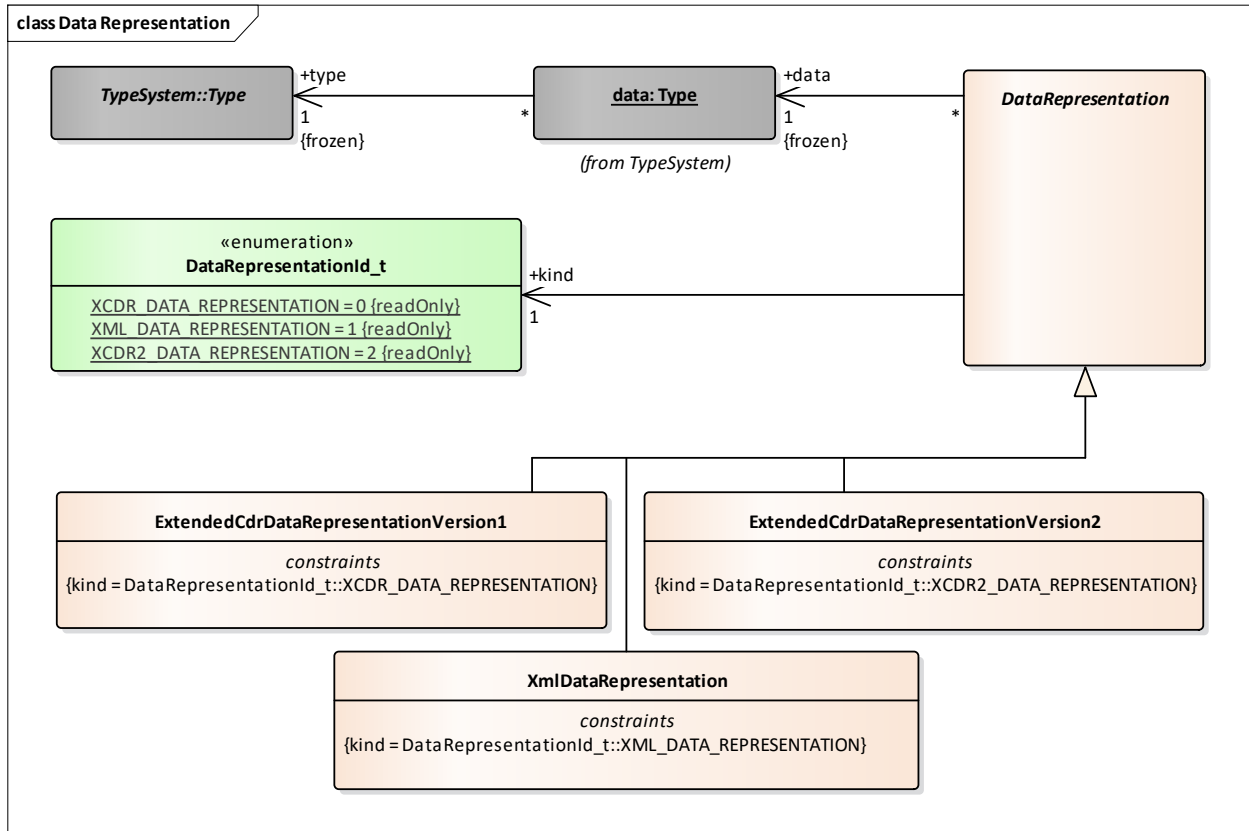 class Data Representation
TypeSystem::Type
+type
1
{frozen}
*
data: Type
(from TypeSystem)
+data
1
{frozen}
*
DataRepresentation
«enumeration»
DataRepresentationId_t
XCDR_DATA_REPRESENTATION = 0 {readOnly}
XML_DATA_REPRESENTATION = 1 {readOnly}
XCDR2_DATA_REPRESENTATION = 2 {readOnly}
+kind
1
ExtendedCdrDataRepresentationVersion1
constraints
{kind = DataRepresentationId_t::XCDR_DATA_REPRESENTATION}
ExtendedCdrDataRepresentationVersion2
constraints
{kind = DataRepresentationId_t::XCDR2_DATA_REPRESENTATION}
XmlDataRepresentation
constraints
{kind = DataRepresentationId_t::XML_DATA_REPRESENTATION}